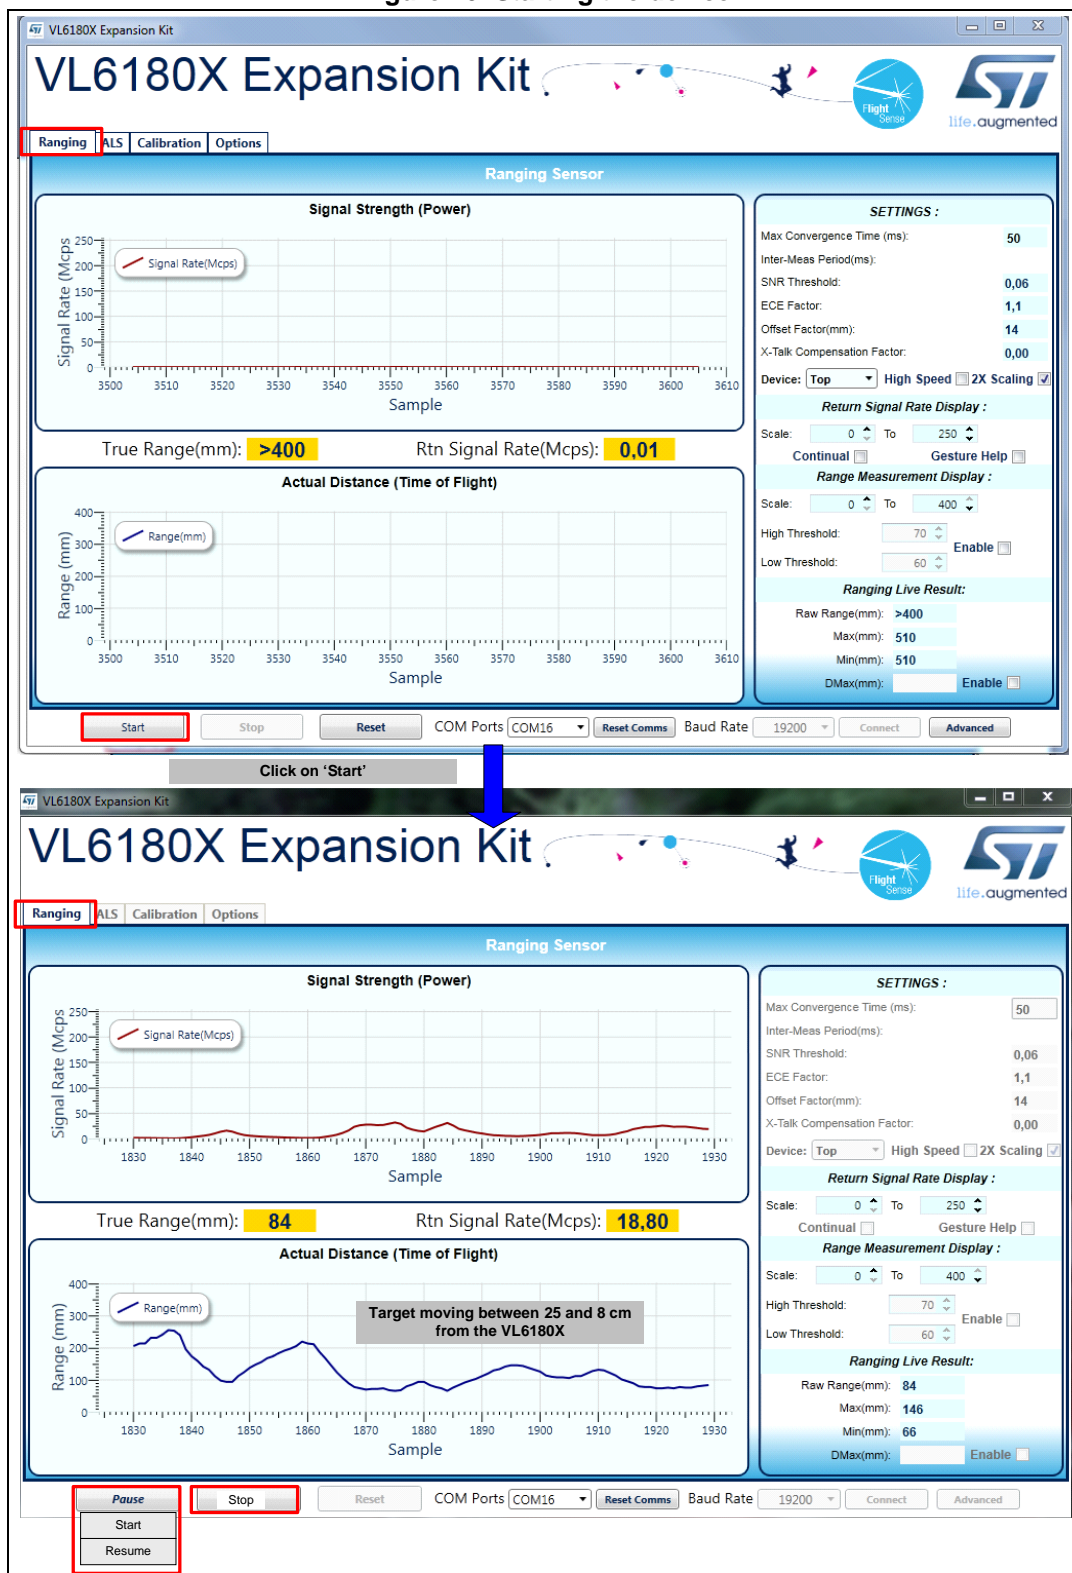 VL6180X Expansion Kit
VL6180X Expansion Kit
Flight
Sense
life.augmented
Ranging ALS Calibration Options
Ranging Sensor
Signal Strength (Power)
Signal Rate (Mcps)
250
200
150
100
50
0
Signal Rate(Mcps)
3500 3510 3520 3530 3540 3550 3560 3570 3580 3590 3600 3610
Sample
True Range(mm): >400 Rtn Signal Rate(Mcps): 0,01
Actual Distance (Time of Flight)
Range (mm)
400
300
200
100
0
Range(mm)
3500 3510 3520 3530 3540 3550 3560 3570 3580 3590 3600 3610
Sample
SETTINGS :
Max Convergence Time (ms): 50
Inter-Meas Period(ms):
SNR Threshold: 0,06
ECE Factor: 1,1
Offset Factor(mm): 14
X-Talk Compensation Factor: 0,00
Device: Top High Speed 2X Scaling
Return Signal Rate Display :
Scale: 0 To 250
Continual Gesture Help
Range Measurement Display :
Scale: 0 To 400
High Threshold: 70
Enable
Low Threshold: 60
Ranging Live Result:
Raw Range(mm): >400
Max(mm): 510
Min(mm): 510
DMax(mm): Enable
Start Stop Reset COM Ports COM16 Reset Comms Baud Rate 19200 Connect Advanced
Click on ‘Start’
VL6180X Expansion Kit
VL6180X Expansion Kit
Flight
Sense
life.augmented
Ranging ALS Calibration Options
Ranging Sensor
Signal Strength (Power)
Signal Rate (Mcps
250
200
150
100
50
0
Signal Rate(Mcps)
1830 1840 1850 1860 1870 1880 1890 1900 1910 1920 1930
Sample
True Range(mm): 84 Rtn Signal Rate(Mcps): 18,80
Actual Distance (Time of Flight)
Range (mm)
400
300
200
100
0
Range(mm)
Target moving between 25 and 8 cm
from the VL6180X
1830 1840 1850 1860 1870 1880 1890 1900 1910 1920 1930
Sample
SETTINGS :
Max Convergence Time (ms): 50
Inter-Meas Period(ms):
SNR Threshold: 0,06
ECE Factor: 1,1
Offset Factor(mm): 14
X-Talk Compensation Factor: 0,00
Device: Top High Speed 2X Scaling
Return Signal Rate Display :
Scale: 0 To 250
Continual Gesture Help
Range Measurement Display :
Scale: 0 To 400
High Threshold: 70
Enable
Low Threshold: 60
Ranging Live Result:
Raw Range(mm): 84
Max(mm): 146
Min(mm): 66
DMax(mm): Enable
Pause Stop Reset COM Ports COM16 Reset Comms Baud Rate 19200 Connect Advanced
Start
Resume